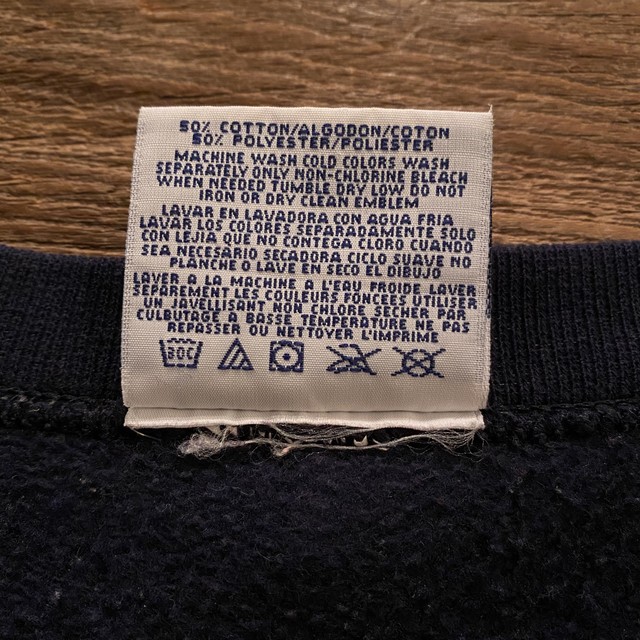 50% COTTON/ALGODON/COTON
50% POLYESTER/POLIESTER
MACHINE WASH COLD COLORS WASH
SEPARATELY ONLY NON-CHLORINE BLEACH
WHEN NEEDED TUMBLE DRY LOW DO NOT
IRON OR DRY CLEAN EMBLEM
LAVAR EN LAVADORA CON AGUA FRIA
LAVAR LOS COLORES SEPARADAMENTE SOLO
CON LEJIA QUE NO CONTEGA CLORO CUANDO
SEA NECESARIO SECADORA CICLO SUAVE NO
PLANCHE O LAVE EN SECO EL DIBUJO
LAVER A LA MACHINE A L'EAU FROIDE LAVER
SEPAREMENT LES COULEURS FONCEES UTILISER
UN JAVELLISANT NON CHLORE SECHER PAR
CULBUTAGE A BASSE TEMPERATURE NE PAS
REPASSER OU NETTOYER L'IMPRIME
30C